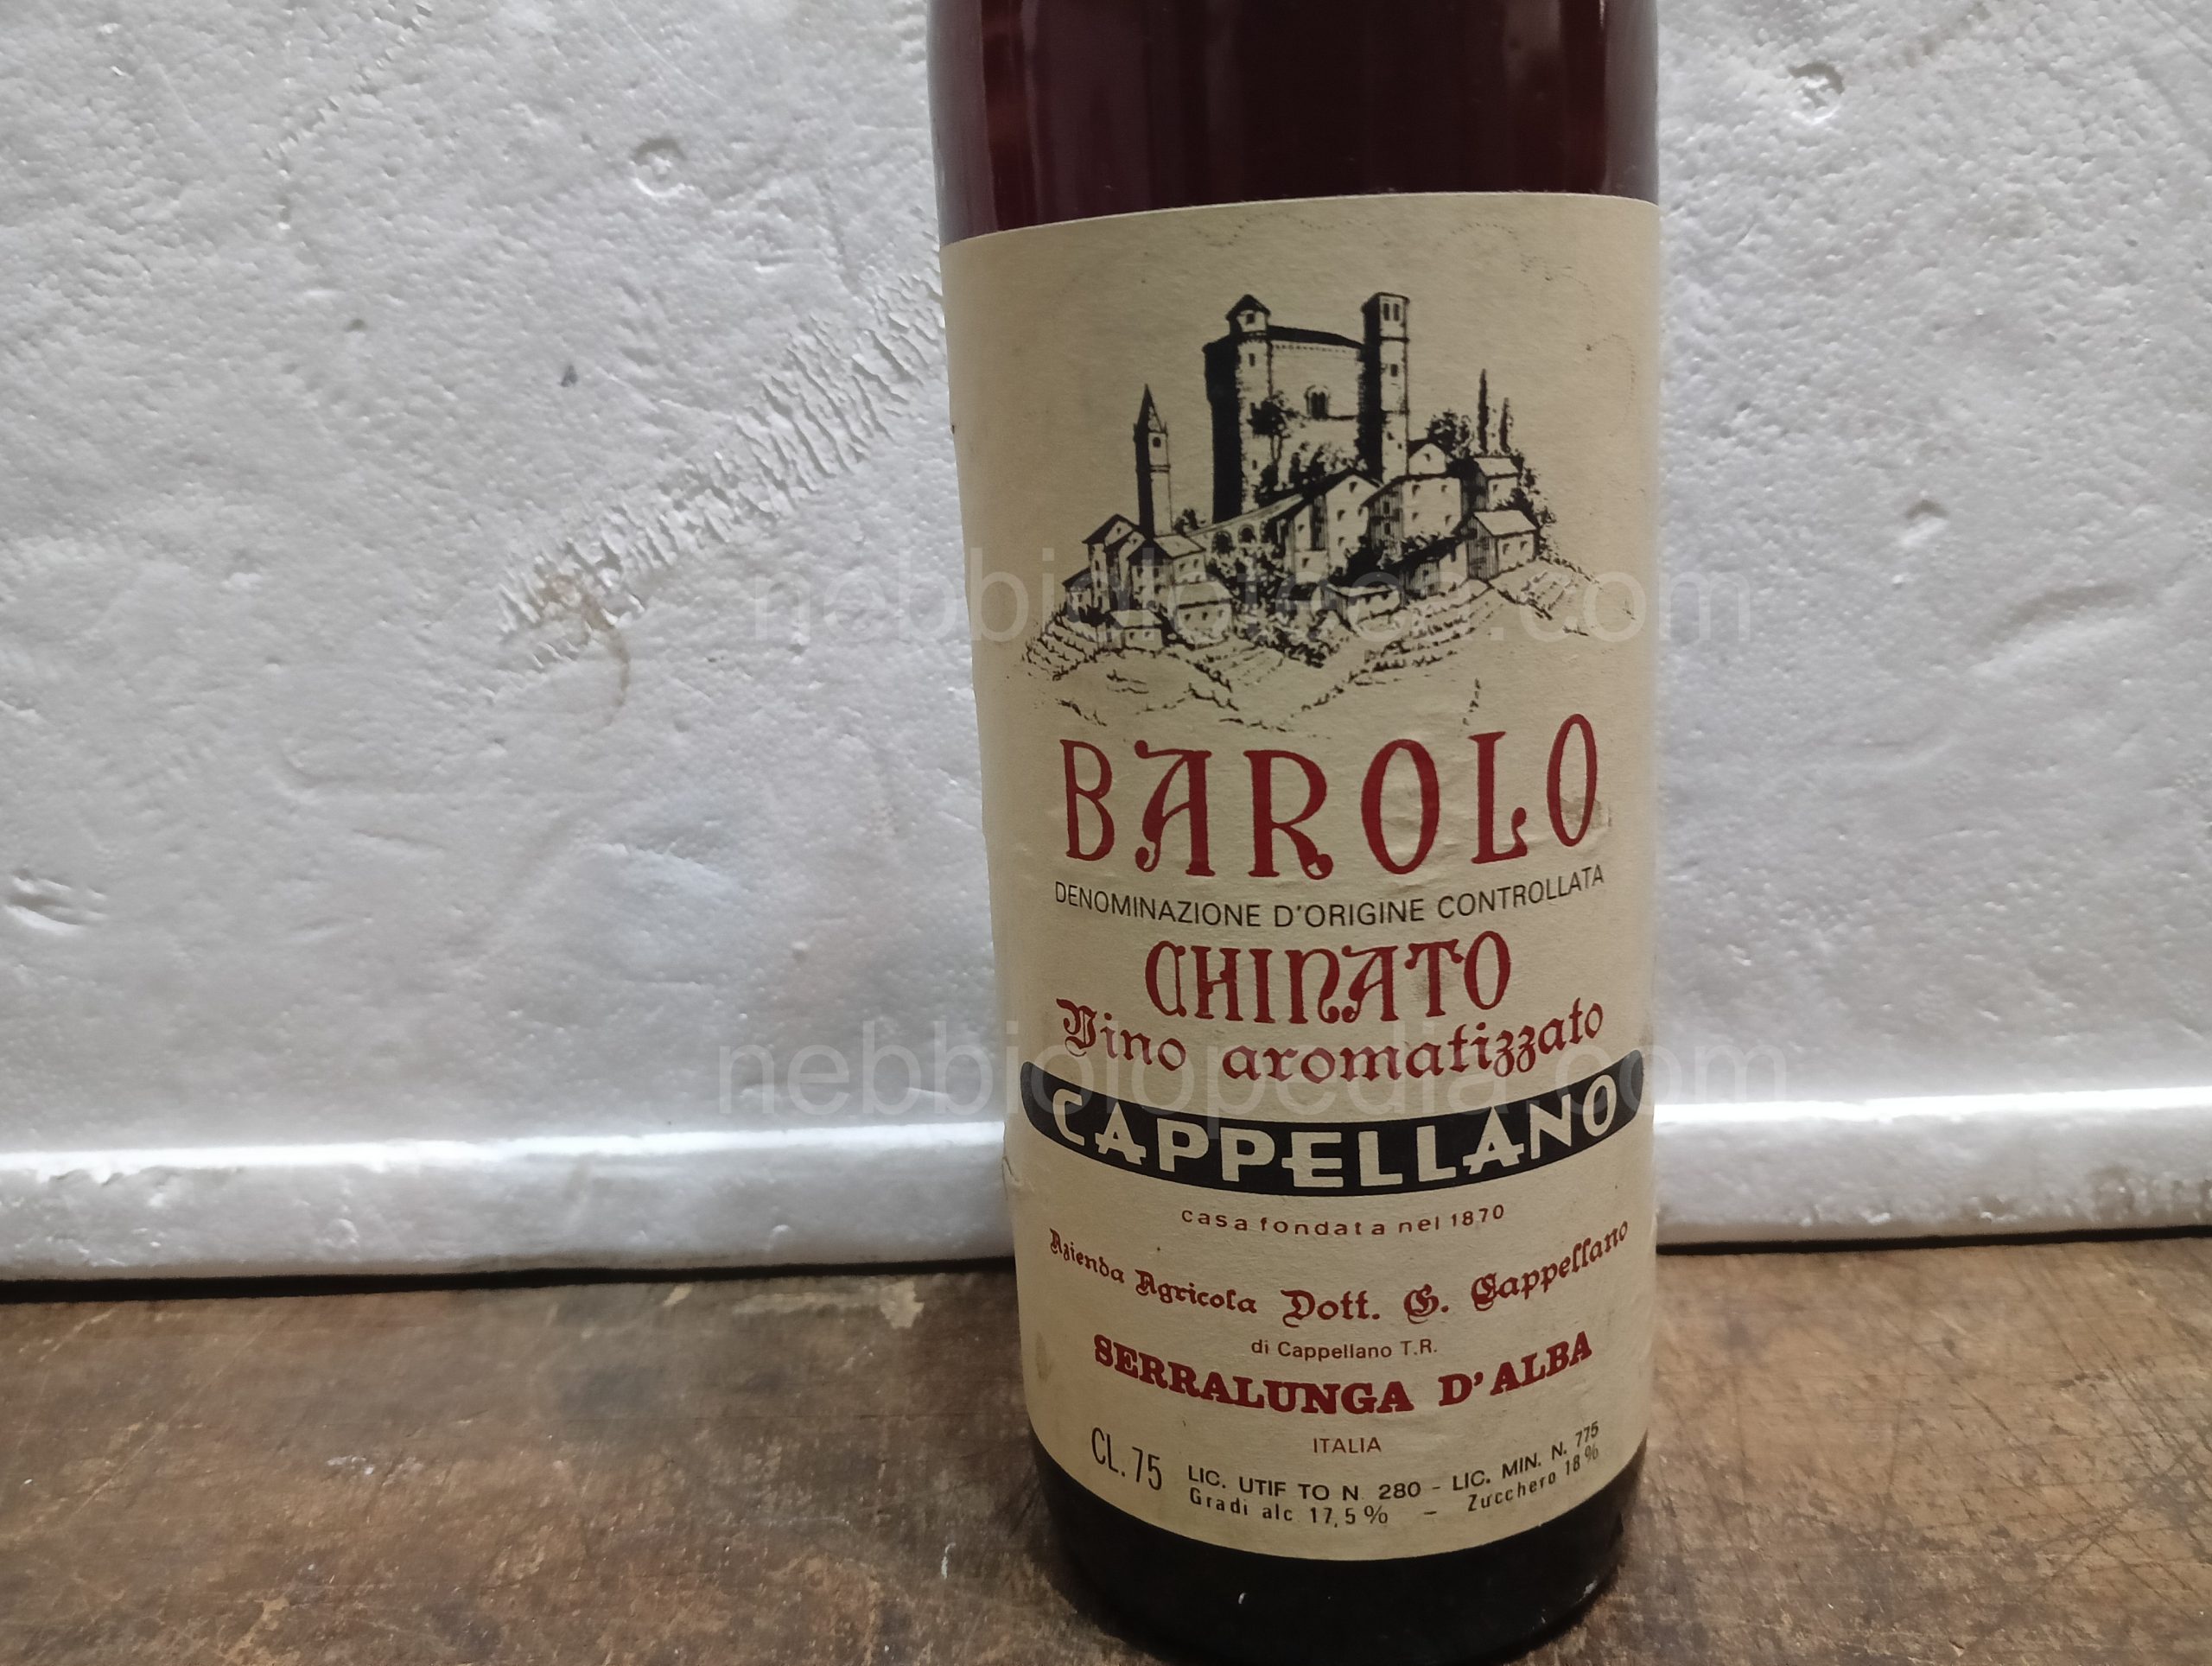 BAROLO
DENOMINAZIONE D'ORIGINE CONTROLLATA
CHINATO
Vino aromatizzato
CAPPELLANO
casa fondata nel 1870
Azienda Agricola Dott. G. Cappellano
di Cappellano T.R.
SERRALUNGA D'ALBA
ITALIA
CL. 75
LIC. UTIF TO N 280 - LIC. MIN. N. 775
Gradi alc 17,5% - Zucchero 18%
nebbiolopedia.com